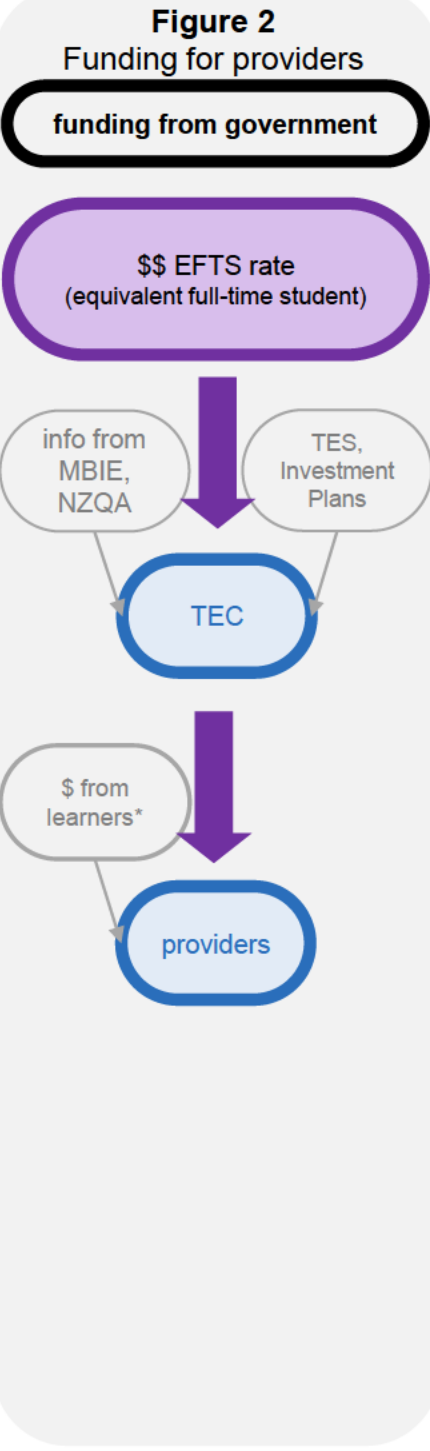 Figure 2
Funding for providers
funding from government
$$ EFTS rate
(equivalent full-time student)
info from
MBIE,
NZQA
TES,
Investment
Plans
TEC
$ from
learners*
providers